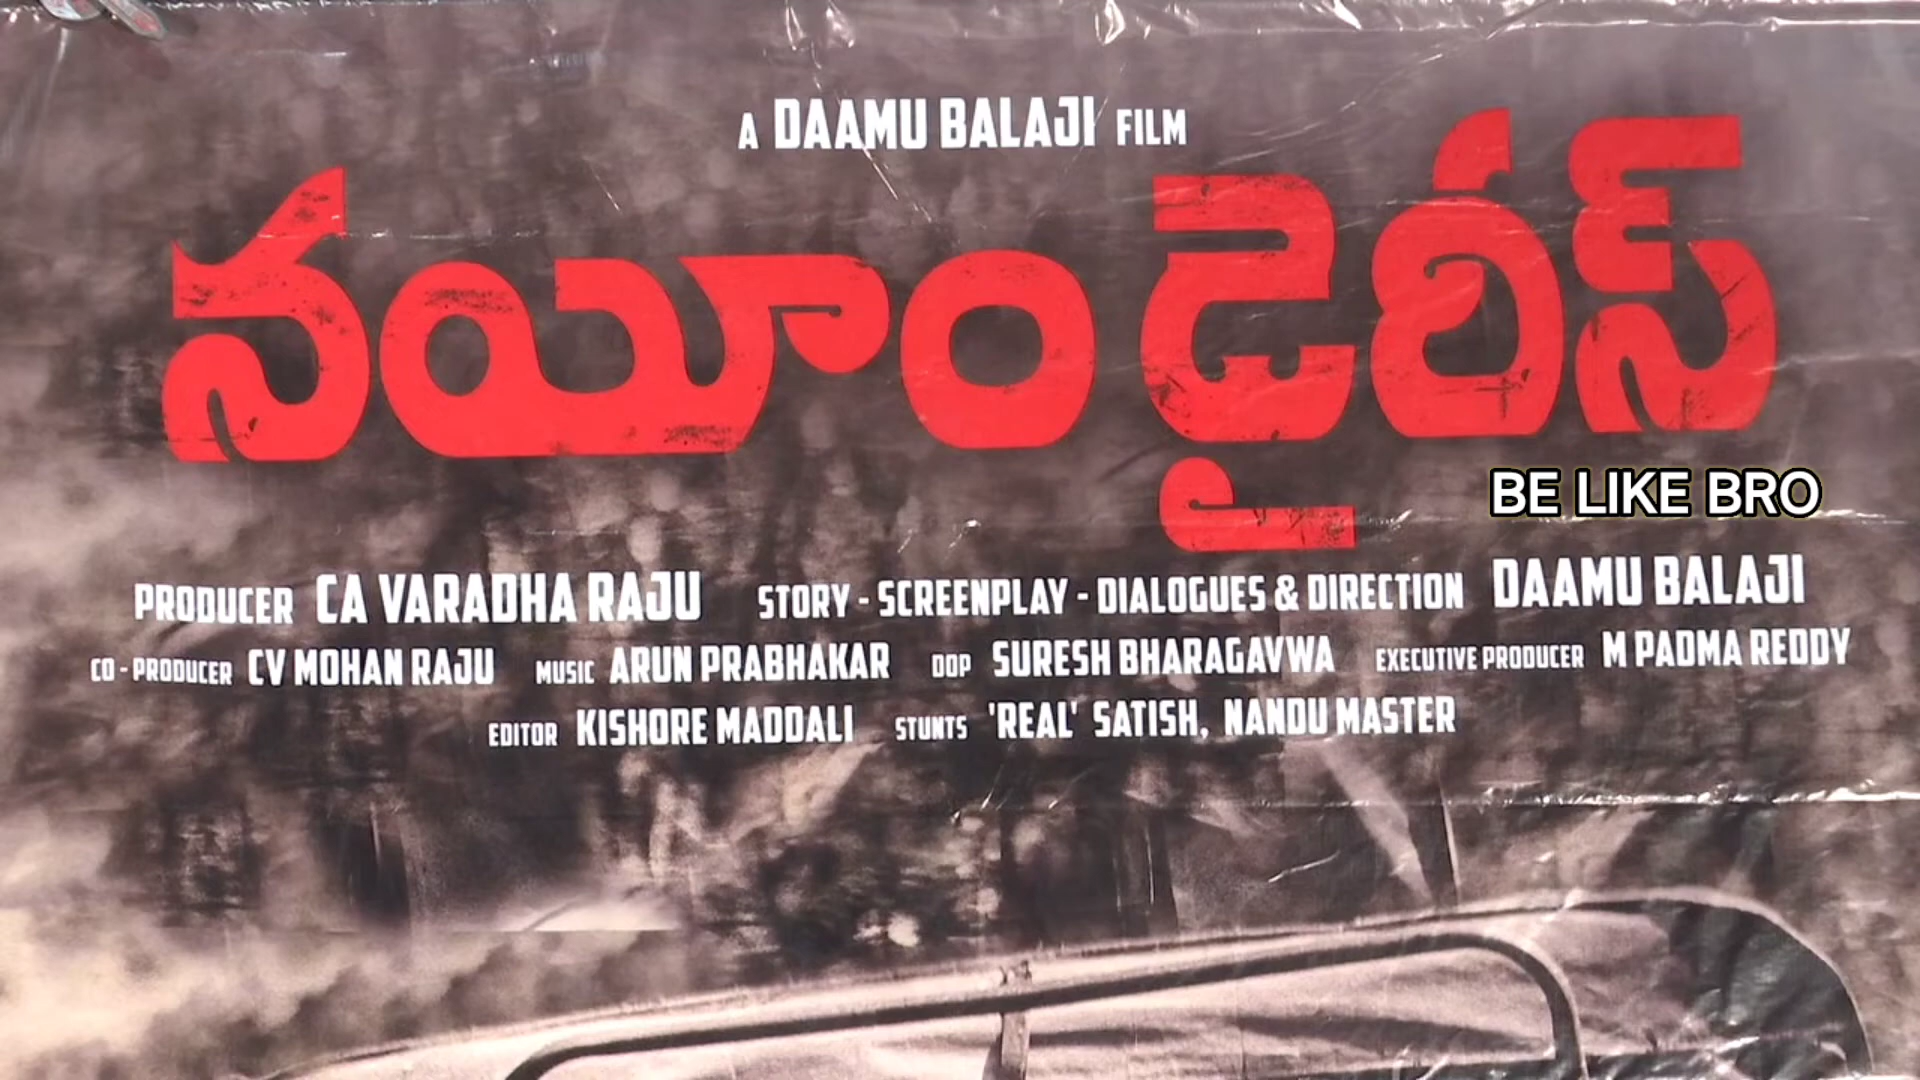 A DAAMU BALAJI FILM
నయీం డైరీస్
BE LIKE BRO
PRODUCER CA VARADHA RAJU STORY - SCREENPLAY - DIALOGUES & DIRECTION DAAMU BALAJI
CO - PRODUCER CV MOHAN RAJU MUSIC ARUN PRABHAKAR DOP SURESH BHARAGAVWA EXECUTIVE PRODUCER M PADMA REDDY
EDITOR KISHORE MADDALI STUNTS 'REAL' SATISH, NANDU MASTER